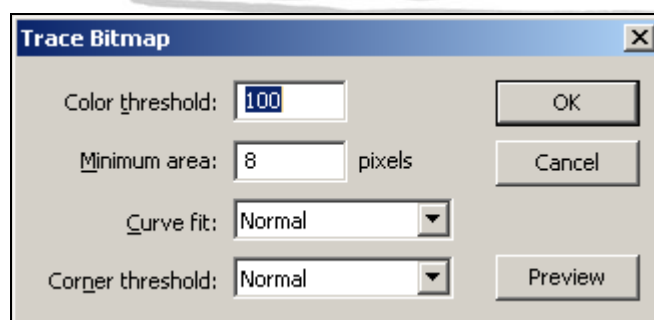 Trace Bitmap
Color threshold: 100 OK
Minimum area: 8 pixels Cancel
Curve fit: Normal
Corner threshold: Normal Preview